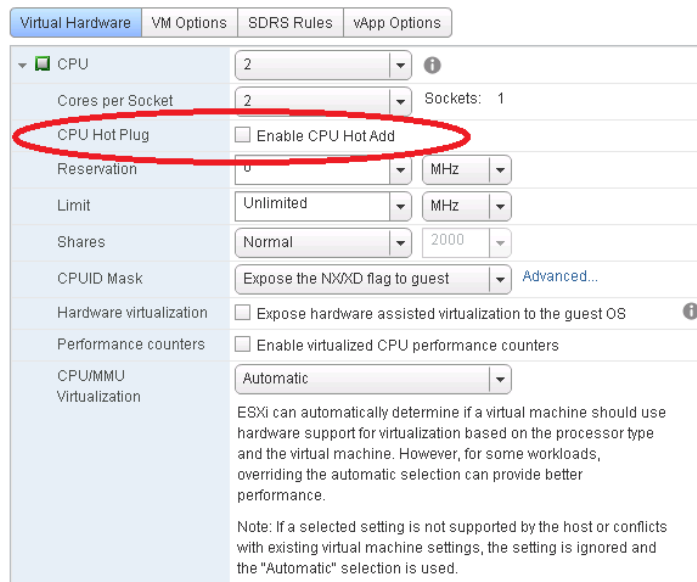 Virtual Hardware VM Options SDRS Rules vApp Options
CPU 2
Cores per Socket 2 Sockets: 1
CPU Hot Plug Enable CPU Hot Add
Reservation 0 MHz
Limit Unlimited MHz
Shares Normal 2000
CPUID Mask Expose the NX/XD flag to guest Advanced...
Hardware virtualization Expose hardware assisted virtualization to the guest OS
Performance counters Enable virtualized CPU performance counters
CPU/MMU Automatic
Virtualization
ESXi can automatically determine if a virtual machine should use
hardware support for virtualization based on the processor type
and the virtual machine. However, for some workloads,
overriding the automatic selection can provide better
performance.
Note: If a selected setting is not supported by the host or conflicts
with existing virtual machine settings, the setting is ignored and
the "Automatic" selection is used.